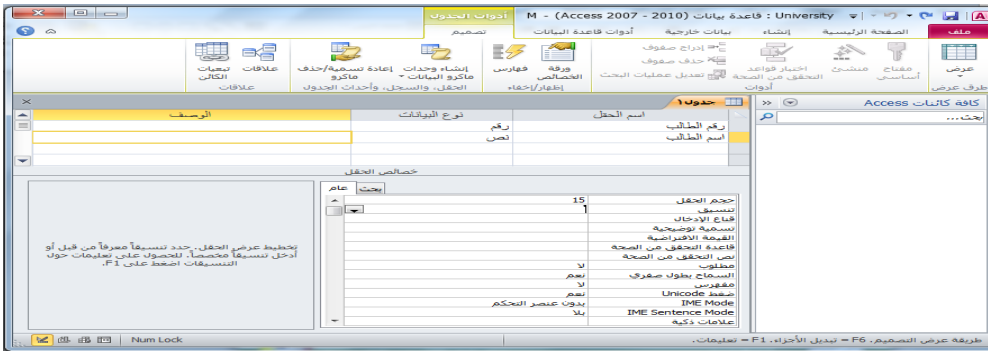 University : قاعدة بيانات (Access 2007 - 2010) - M
أدوات الجدول
ملف
الصفحة الرئيسية
إنشاء
بيانات خارجية
أدوات قاعدة البيانات
تصميم
عرض
مفتاح أساسي
منشئ
اختبار قواعد التحقق من الصحة
إدراج صفوف
حذف صفوف
تعديل عمليات البحث
ورقة الخصائص
فهارس
إنشاء وحدات ماكرو البيانات
إعادة تسمية/حذف ماكرو
علاقات
تبعيات الكائن
طرف عرض
أدوات
إظهار/إخفاء
الحقل، والسجل، وأحداث الجدول
علاقات
كافة كائنات Access
بحث...
جدول١
اسم الحقل
نوع البيانات
الوصف
رقم الطالب
رقم
اسم الطالب
نص
خصائص الحقل
عام
بحث
حجم الحقل
15
تنسيق
أ
قناع الإدخال
تسمية توضيحية
القيمة الافتراضية
قاعدة التحقق من الصحة
نص التحقق من الصحة
مطلوب
لا
السماح بطول صفري
نعم
مفهرس
لا
ضغط Unicode
نعم
IME Mode
بدون عنصر التحكم
IME Sentence Mode
بلا
علامات ذكية
تخطيط عرض الحقل. حدد تنسيقاً معرفاً من قبل أو
أدخل تنسيقاً مخصصاً. للحصول على تعليمات حول
التنسيقات اضغط على F1.
طريقة عرض التصميم. F6 = تبديل الأجزاء. F1 = تعليمات.
Num Lock